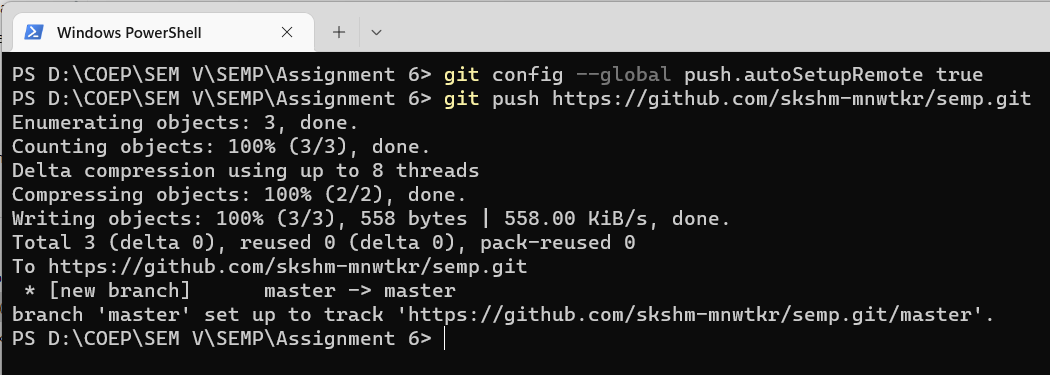 Windows PowerShell
PS D:\COEP\SEM V\SEMP\Assignment 6> git config --global push.autoSetupRemote true
PS D:\COEP\SEM V\SEMP\Assignment 6> git push https://github.com/skshm-mnwtkr/semp.git
Enumerating objects: 3, done.
Counting objects: 100% (3/3), done.
Delta compression using up to 8 threads
Compressing objects: 100% (2/2), done.
Writing objects: 100% (3/3), 558 bytes | 558.00 KiB/s, done.
Total 3 (delta 0), reused 0 (delta 0), pack-reused 0
To https://github.com/skshm-mnwtkr/semp.git
 * [new branch]      master -> master
branch 'master' set up to track 'https://github.com/skshm-mnwtkr/semp.git/master'.
PS D:\COEP\SEM V\SEMP\Assignment 6>